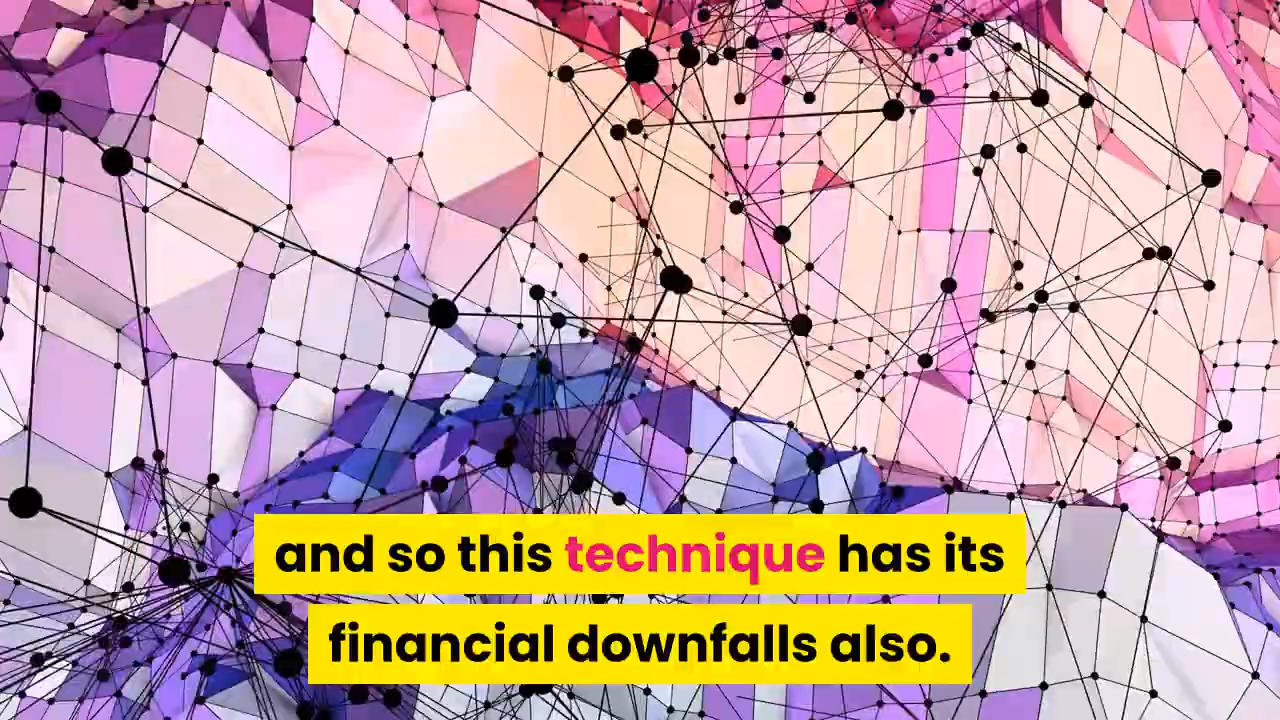 and so this technique has its
financial downfalls also.